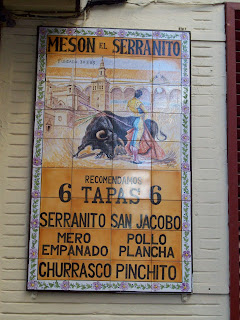 MESON EL SERRANITO
RECOMENDAMOS
6 TAPAS 6
SERRANITO SAN JACOBO
MERO POLLO
EMPANADO PLANCHA
CHURRASCO PINCHITO